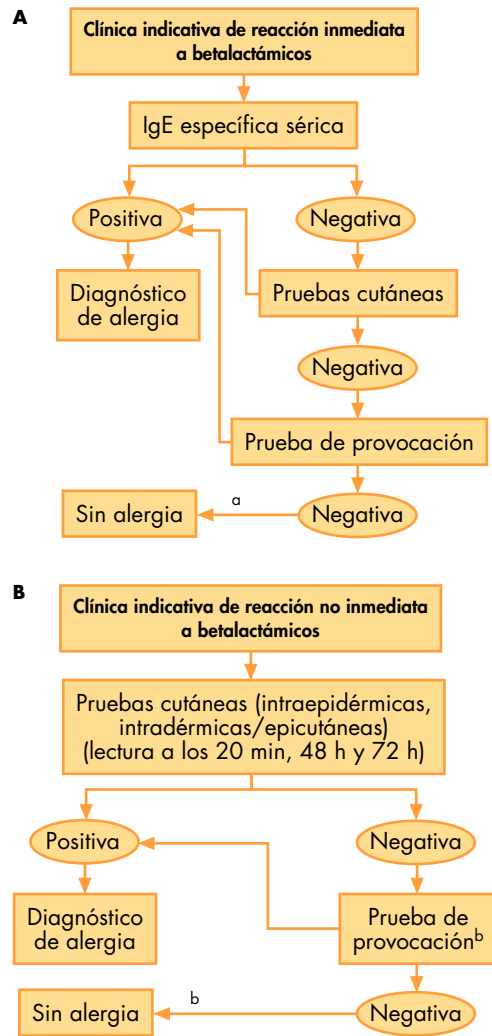 A
Clínica indicativa de reacción inmediata
a betalactámicos
IgE específica sérica
Positiva
Negativa
Diagnóstico
de alergia
Pruebas cutáneas
Negativa
Prueba de provocación
Sin alergia
a
Negativa
B
Clínica indicativa de reacción no inmediata
a betalactámicos
Pruebas cutáneas (intraepidérmicas,
intradérmicas/epicutáneas)
(lectura a los 20 min, 48 h y 72 h)
Positiva
Negativa
Diagnóstico
de alergia
Prueba de
provocaciónb
Sin alergia
b
Negativa